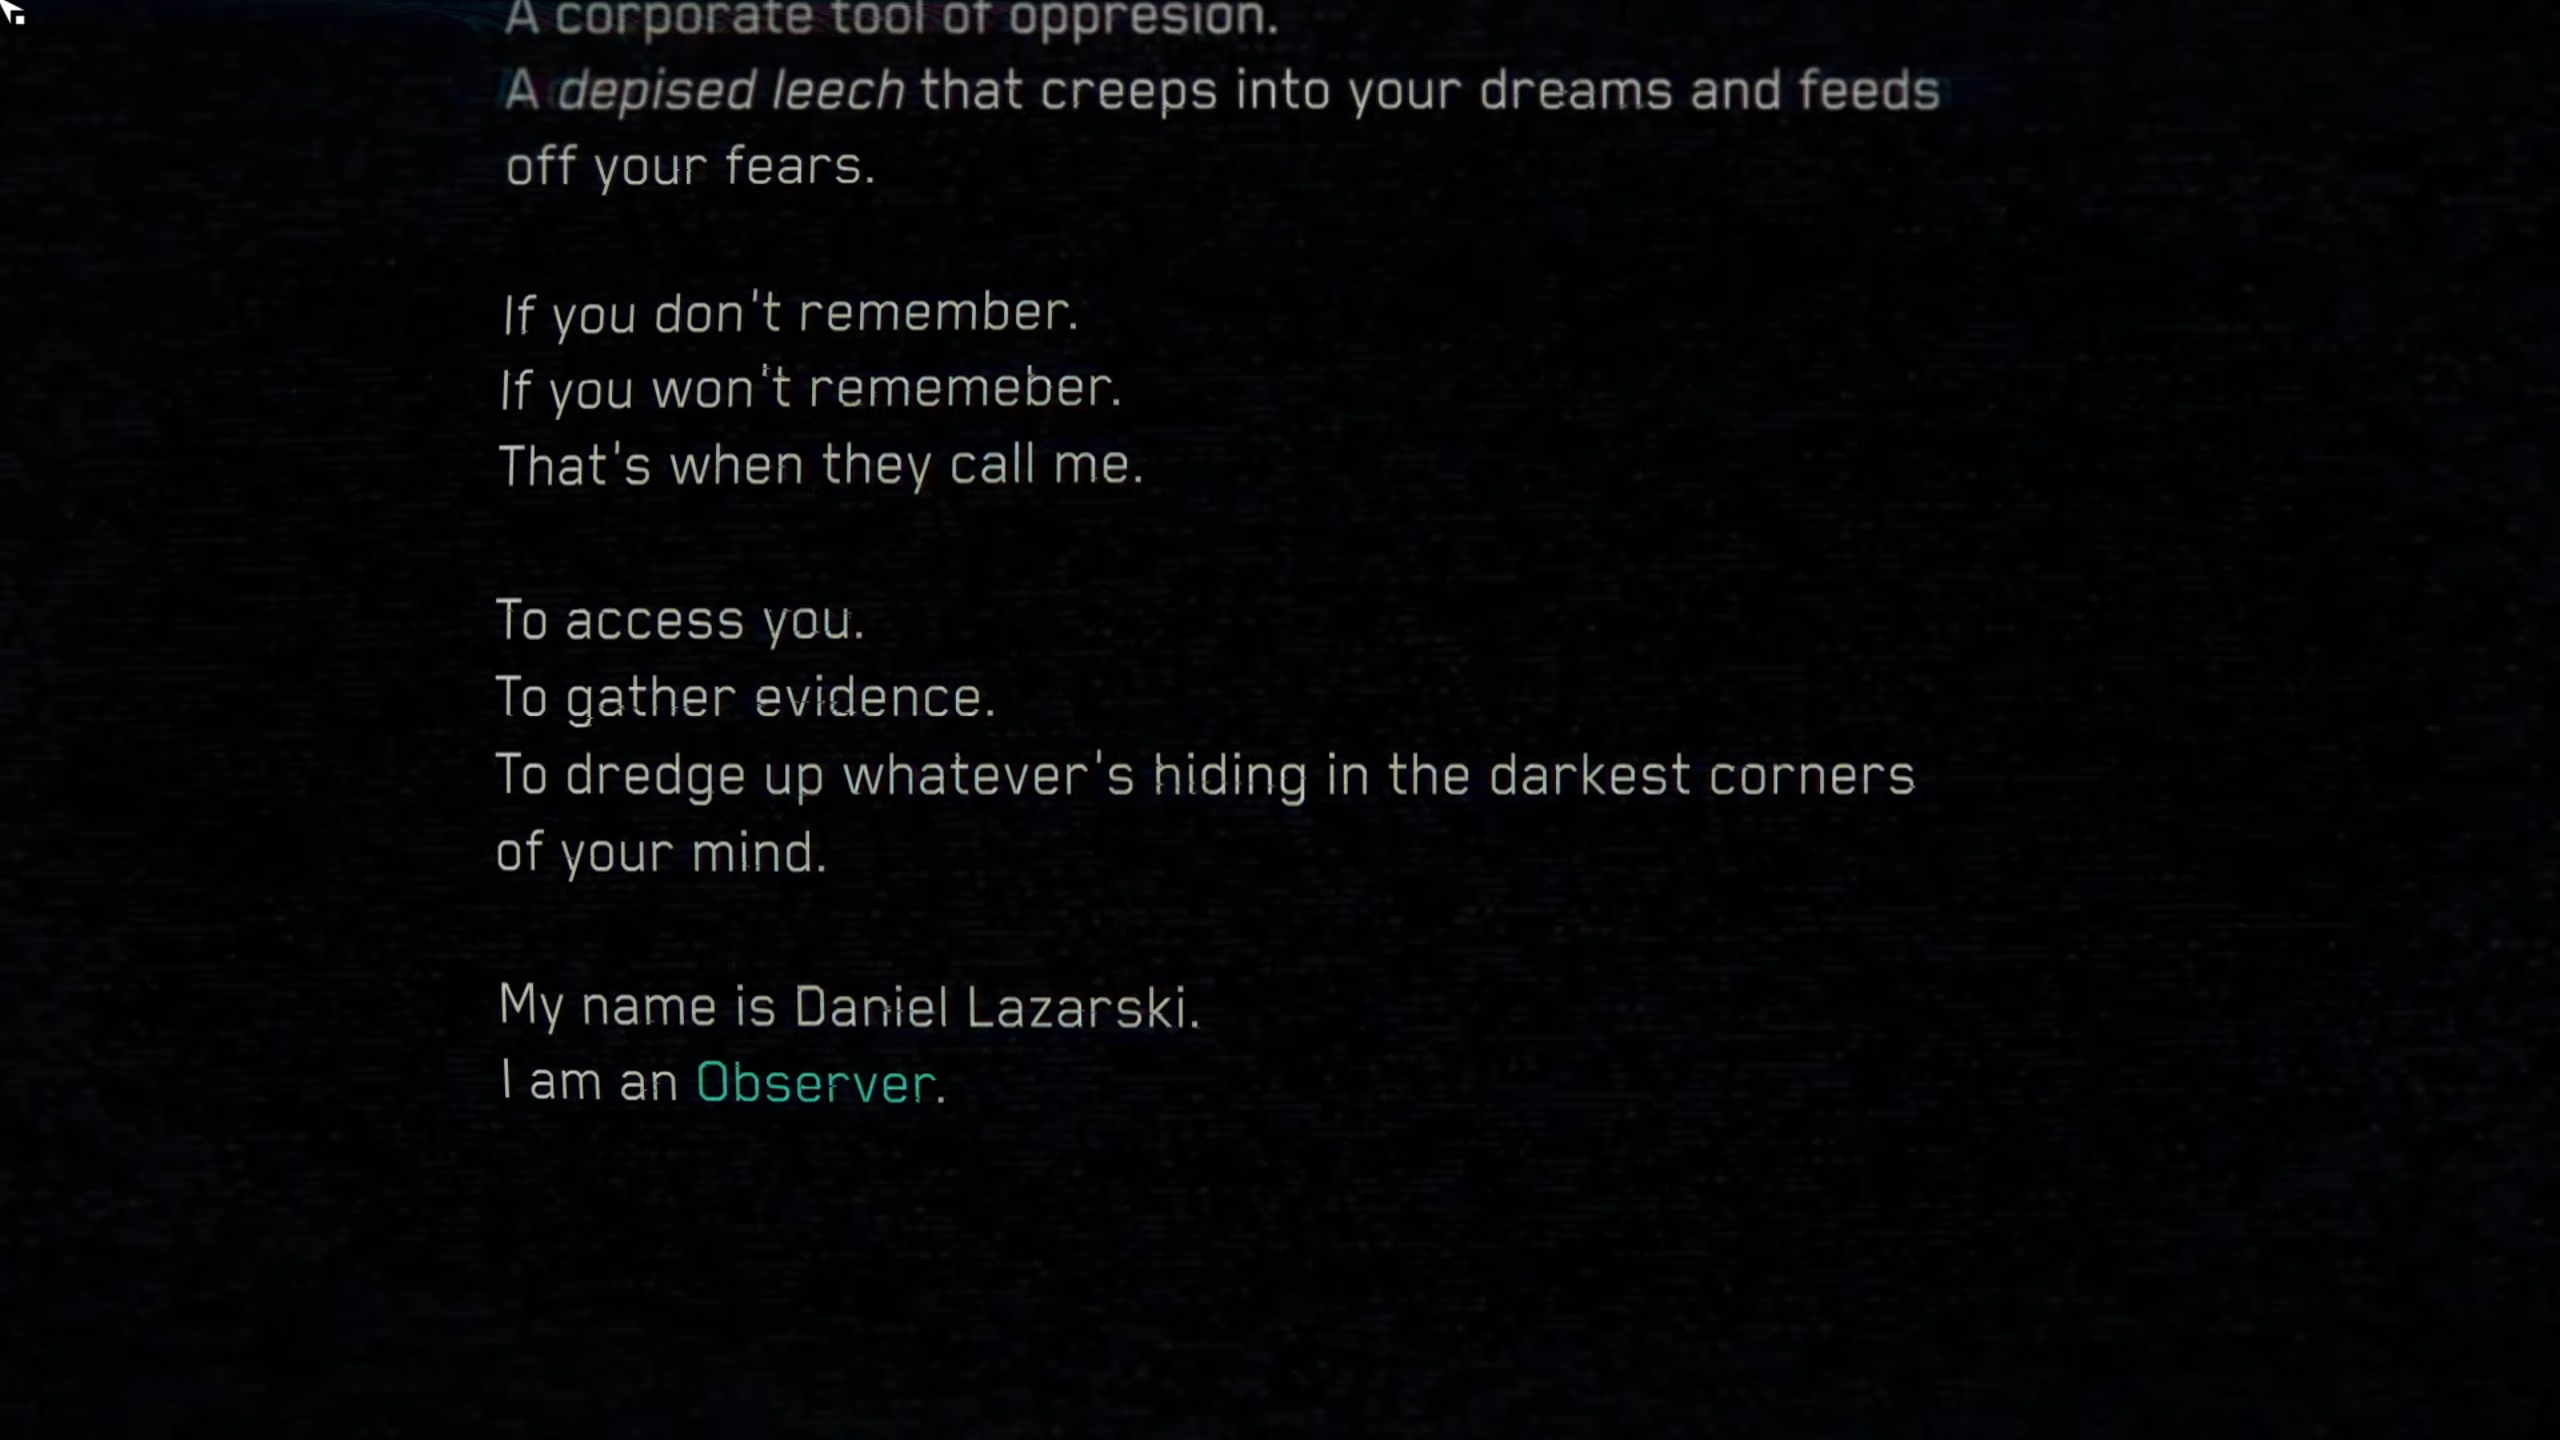 A corporate tool of oppresion.
A depised leech that creeps into your dreams and feeds
off your fears.
If you don't remember.
If you won't rememeber.
That's when they call me.
To access you.
To gather evidence.
To dredge up whatever's hiding in the darkest corners
of your mind.
My name is Daniel Lazarski.
I am an Observer.